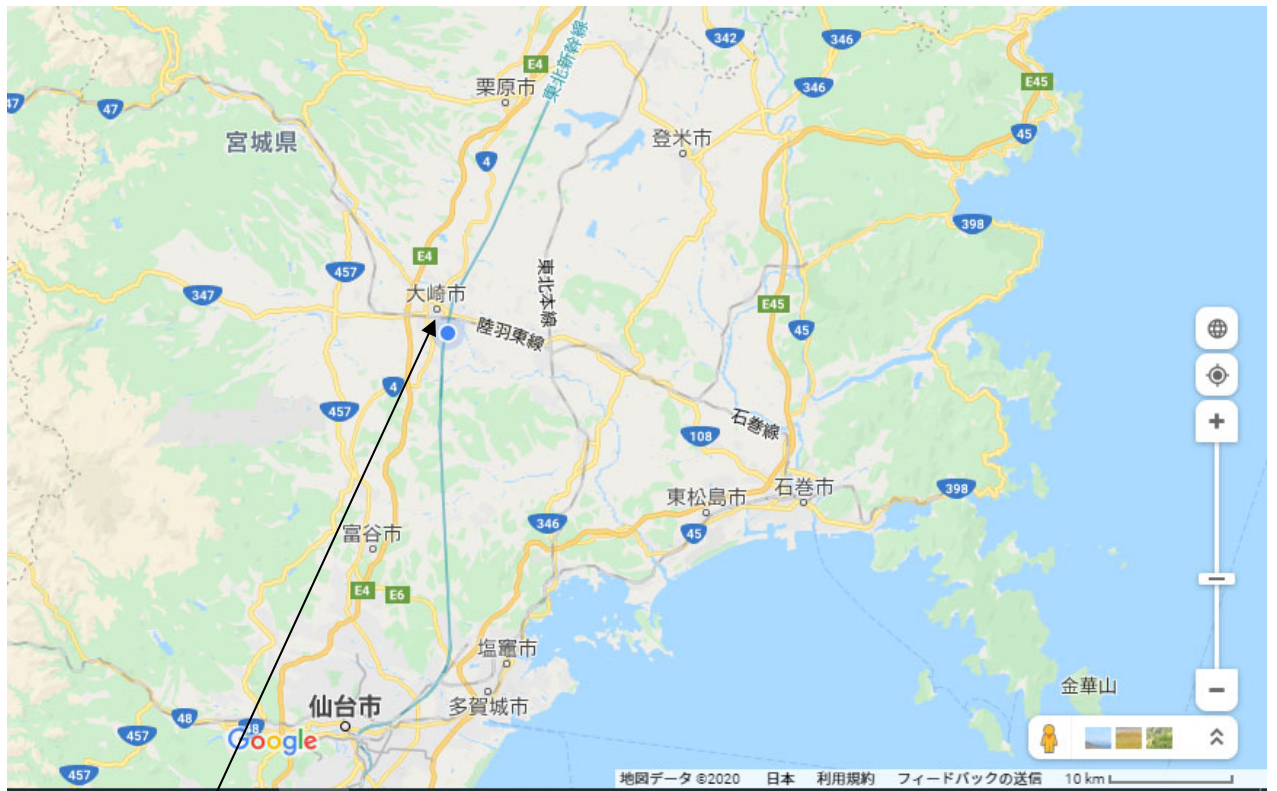 342
346
E4
東北新幹線
栗原市
346
E45
47
47
45
宮城県
登米市
4
398
E4
457
東北本線
大崎市
347
E45
陸羽東線
45
4
457
石巻線
108
398
東松島市
石巻市
346
45
富谷市
E4
E6
塩竈市
金華山
仙台市
多賀城市
48
48
457
Google
457
地図データ ©2020 日本 利用規約 フィードバックの送信 10 km